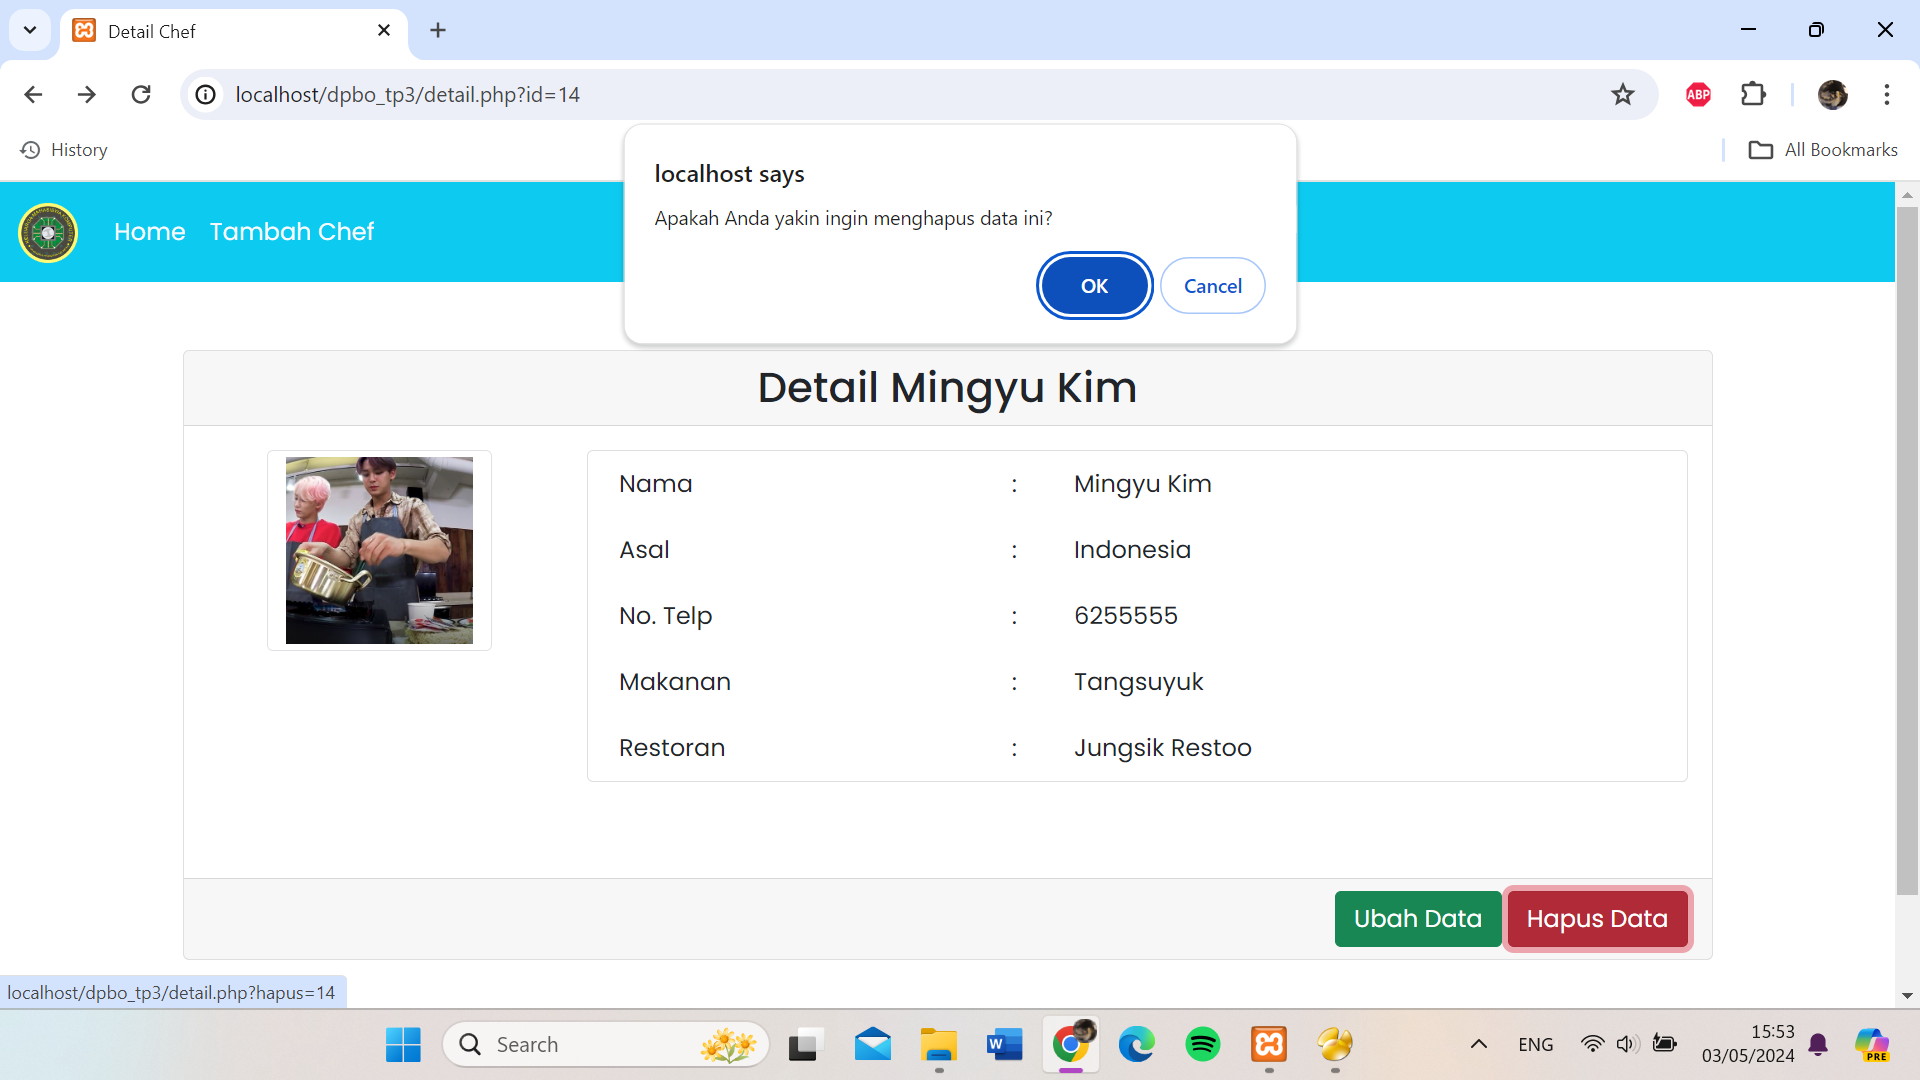 Detail Chef
localhost/dpbo_tp3/detail.php?id=14
ABP
History
All Bookmarks
localhost says
Apakah Anda yakin ingin menghapus data ini?
OK Cancel
Home Tambah Chef
Detail Mingyu Kim
Nama : Mingyu Kim
Asal : Indonesia
No. Telp : 6255555
Makanan : Tangsuyuk
Restoran : Jungsik Restoo
Ubah Data Hapus Data
localhost/dpbo_tp3/detail.php?hapus=14
Search
W
ENG
15:53
03/05/2024
PRE